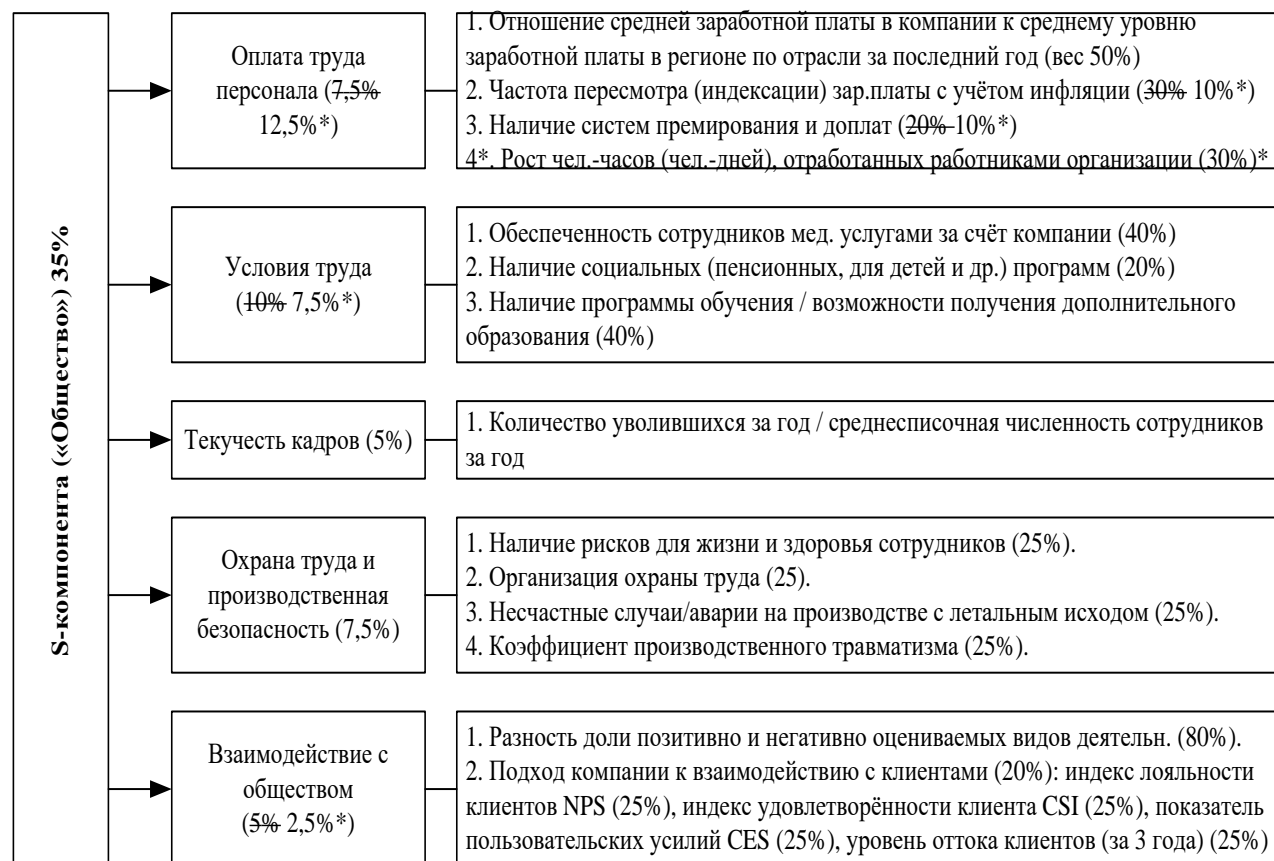 S-компонента («Общество») 35%
Оплата труда
персонала (7,5%
12,5%*)
1. Отношение средней заработной платы в компании к среднему уровню
заработной платы в регионе по отрасли за последний год (вес 50%)
2. Частота пересмотра (индексации) зар.платы с учётом инфляции (30% 10%*)
3. Наличие систем премирования и доплат (20% 10%*)
4*. Рост чел.-часов (чел.-дней), отработанных работниками организации (30%)*
Условия труда
(10% 7,5%*)
1. Обеспеченность сотрудников мед. услугами за счёт компании (40%)
2. Наличие социальных (пенсионных, для детей и др.) программ (20%)
3. Наличие программы обучения / возможности получения дополнительного
образования (40%)
Текучесть кадров (5%)
1. Количество уволившихся за год / среднесписочная численность сотрудников
за год
Охрана труда и
производственная
безопасность (7,5%)
1. Наличие рисков для жизни и здоровья сотрудников (25%).
2. Организация охраны труда (25).
3. Несчастные случаи/аварии на производстве с летальным исходом (25%).
4. Коэффициент производственного травматизма (25%).
Взаимодействие с
обществом
(5% 2,5%*)
1. Разность доли позитивно и негативно оцениваемых видов деятельн. (80%).
2. Подход компании к взаимодействию с клиентами (20%): индекс лояльности
клиентов NPS (25%), индекс удовлетворённости клиента CSI (25%), показатель
пользовательских усилий CES (25%), уровень оттока клиентов (за 3 года) (25%)